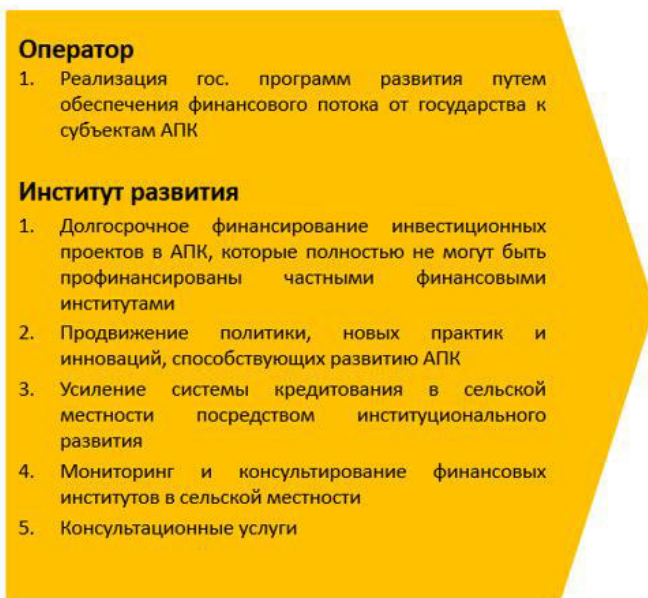 Оператор
1. Реализация гос. программ развития путем
обеспечения финансового потока от государства к
субъектам АПК
Институт развития
1. Долгосрочное финансирование инвестиционных
проектов в АПК, которые полностью не могут быть
профинансированы частными финансовыми
институтами
2. Продвижение политики, новых практик и
инноваций, способствующих развитию АПК
3. Усиление системы кредитования в сельской
местности посредством институционального
развития
4. Мониторинг и консультирование финансовых
институтов в сельской местности
5. Консультационные услуги